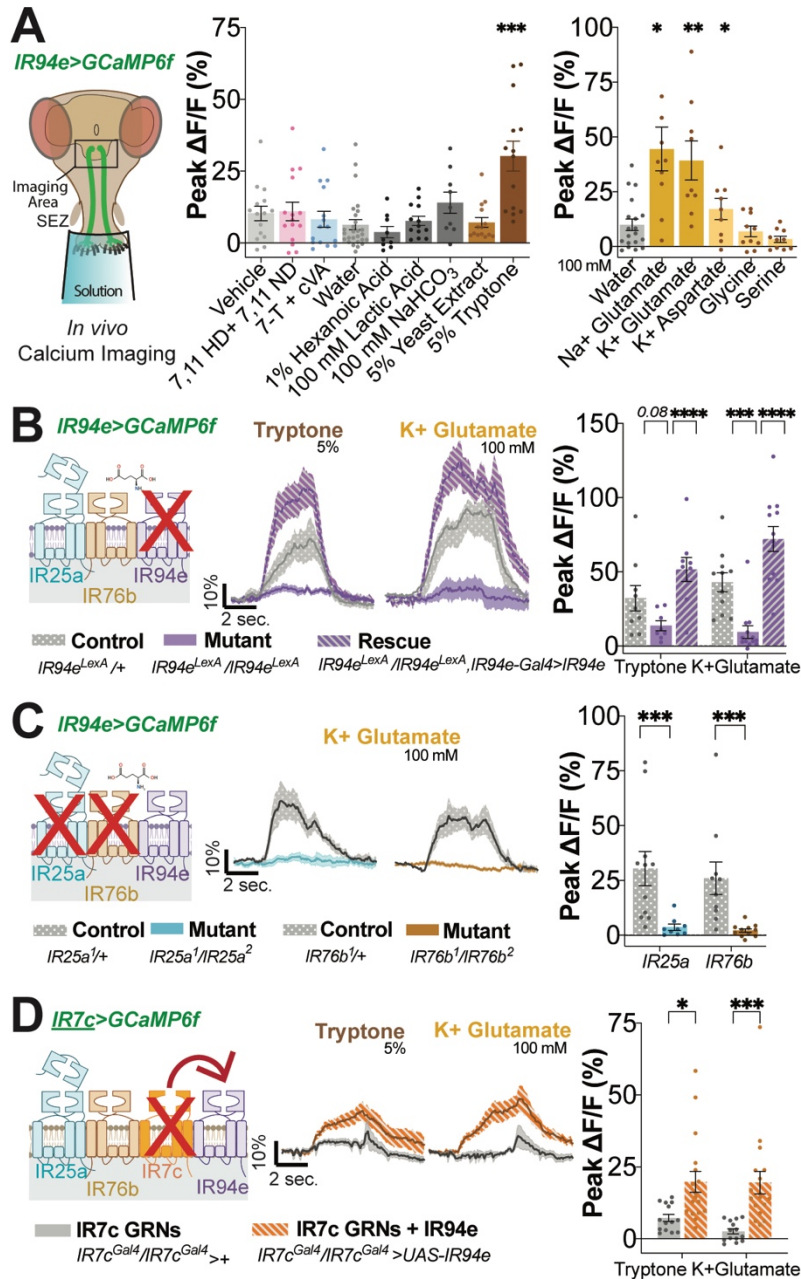 A
IR94e>GCaMP6f
Imaging
Area
SEZ
Solution
In vivo
Calcium Imaging
Peak ΔF/F (%)
75
50
25
0
***
Vehicle
7,11 HD+ 7,11 ND
7-T + cVA
Water
1% Hexanoic Acid
100 mM Lactic Acid
100 mM NaHCO₃
5% Yeast Extract
5% Tryptone
Peak ΔF/F (%)
100
75
50
25
0
* ** *
100 mM
Water
Na+ Glutamate
K+ Glutamate
K+ Aspartate
Glycine
Serine
B
IR94e>GCaMP6f
IR25a
IR76b
IR94e
Tryptone
5%
K+ Glutamate
100 mM
10%
2 sec.
Control Mutant Rescue
IR94eᴸᵉˣᴬ/+ IR94eᴸᵉˣᴬ/IR94eᴸᵉˣᴬ IR94eᴸᵉˣᴬ/IR94eᴸᵉˣᴬ,IR94e-Gal4>IR94e
Peak ΔF/F (%)
150
100
50
0
0.08 **** *** ****
Tryptone K+Glutamate
C
IR94e>GCaMP6f
IR25a
IR76b
IR94e
K+ Glutamate
100 mM
10%
2 sec.
Control Mutant Control Mutant
IR25a¹/+ IR25a¹/IR25a² IR76b¹/+ IR76b¹/IR76b²
Peak ΔF/F (%)
100
75
50
25
0
*** ***
IR25a IR76b
D
IR7c>GCaMP6f
IR25a
IR76b
IR7c
IR94e
Tryptone
5%
K+ Glutamate
100 mM
10%
2 sec.
IR7c GRNs IR7c GRNs + IR94e
IR7cᴳᵃˡ⁴/IR7cᴳᵃˡ⁴>+ IR7cᴳᵃˡ⁴/IR7cᴳᵃˡ⁴>UAS-IR94e
Peak ΔF/F (%)
75
50
25
0
* ***
Tryptone K+Glutamate